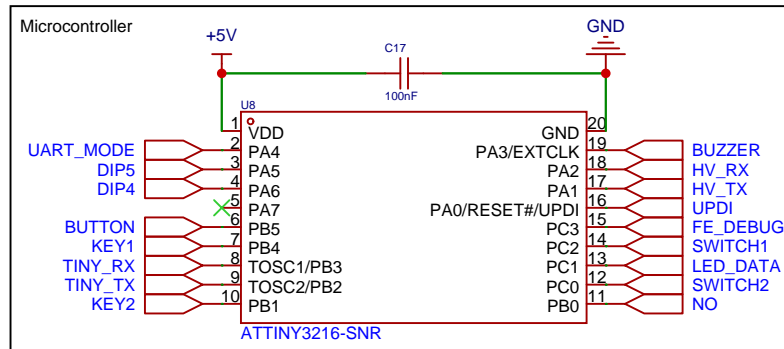 Microcontroller
+5V
GND
C17
100nF
U8
1 VDD GND 20
UART_MODE 2 PA4 PA3/EXTCLK 19 BUZZER
DIP5 3 PA5 PA2 18 HV_RX
DIP4 4 PA6 PA1 17 HV_TX
5 PA7 PA0/RESET#/UPDI 16 UPDI
BUTTON 6 PB5 PC3 15 FE_DEBUG
KEY1 7 PB4 PC2 14 SWITCH1
TINY_RX 8 TOSC1/PB3 PC1 13 LED_DATA
TINY_TX 9 TOSC2/PB2 PC0 12 SWITCH2
KEY2 10 PB1 PB0 11 NO
ATTINY3216-SNR